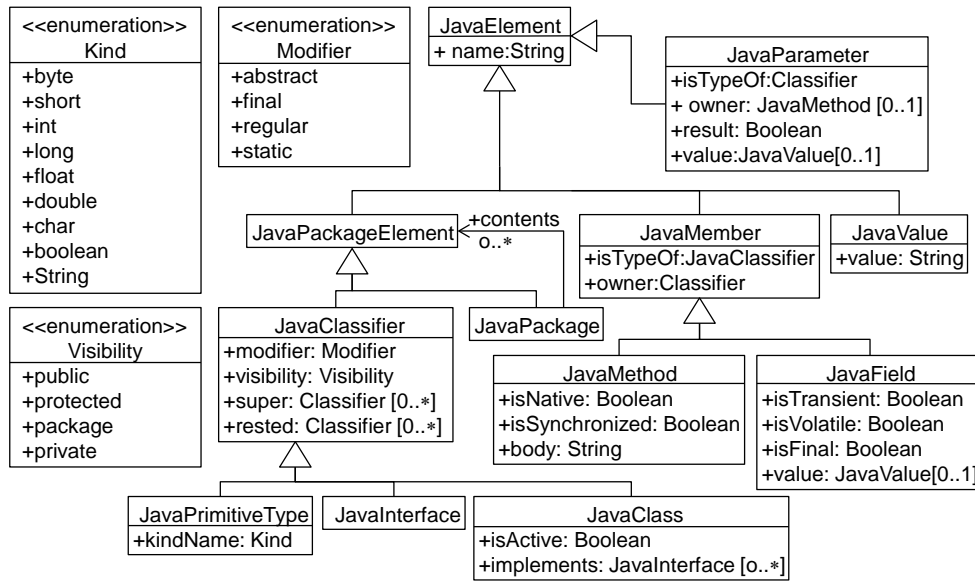 <<enumeration>>
Kind
+byte
+short
+int
+long
+float
+double
+char
+boolean
+String
<<enumeration>>
Modifier
+abstract
+final
+regular
+static
JavaElement
+ name:String
JavaParameter
+isTypeOf:Classifier
+ owner: JavaMethod [0..1]
+result: Boolean
+value:JavaValue[0..1]
JavaPackageElement
+contents
o..*
JavaMember
+isTypeOf:JavaClassifier
+owner:Classifier
JavaValue
+value: String
<<enumeration>>
Visibility
+public
+protected
+package
+private
JavaClassifier
+modifier: Modifier
+visibility: Visibility
+super: Classifier [0..*]
+rested: Classifier [0..*]
JavaPackage
JavaMethod
+isNative: Boolean
+isSynchronized: Boolean
+body: String
JavaField
+isTransient: Boolean
+isVolatile: Boolean
+isFinal: Boolean
+value: JavaValue[0..1]
JavaPrimitiveType
+kindName: Kind
JavaInterface
JavaClass
+isActive: Boolean
+implements: JavaInterface [o..*]